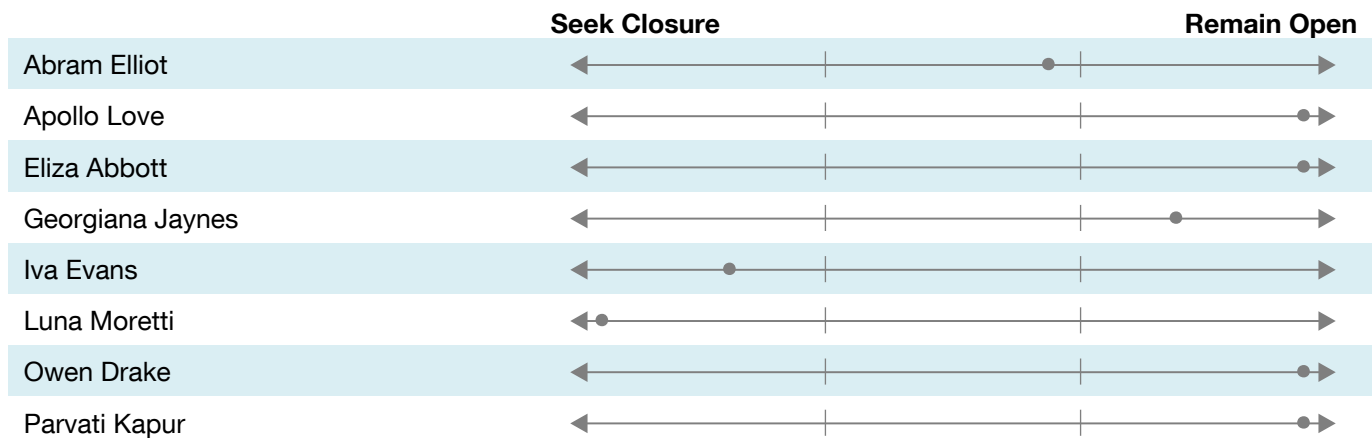 Seek Closure Remain Open
Abram Elliot
Apollo Love
Eliza Abbott
Georgiana Jaynes
Iva Evans
Luna Moretti
Owen Drake
Parvati Kapur